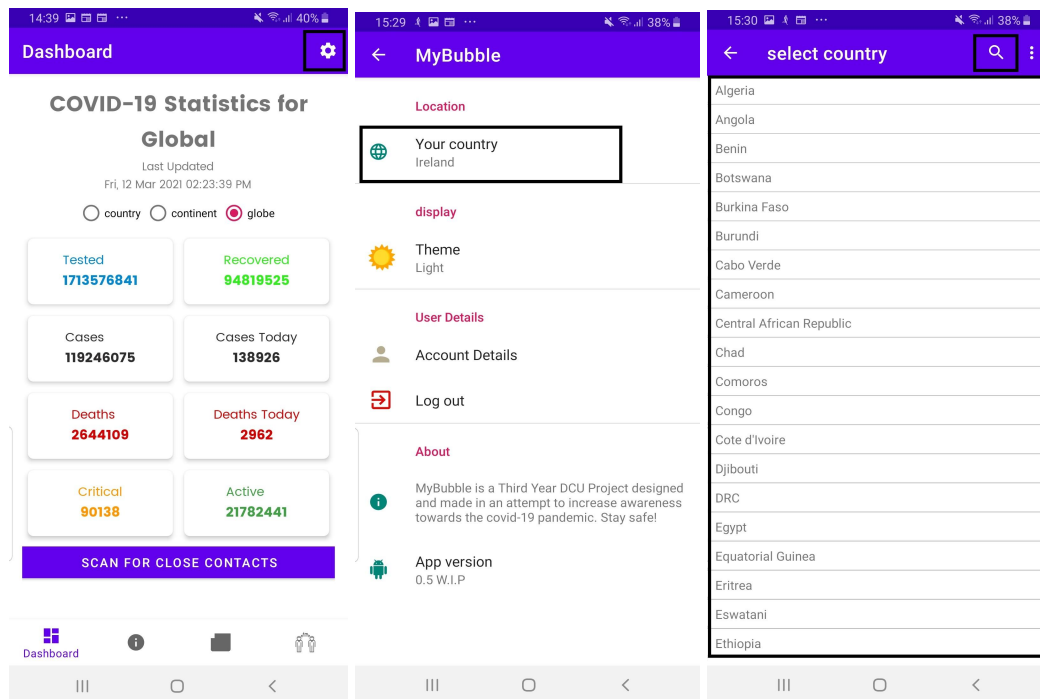 14:39 ··· 40%
Dashboard
COVID-19 Statistics for
Global
Last Updated
Fri, 12 Mar 2021 02:23:39 PM
country continent globe
Tested
1713576841
Recovered
94819525
Cases
119246075
Cases Today
138926
Deaths
2644109
Deaths Today
2962
Critical
90138
Active
21782441
SCAN FOR CLOSE CONTACTS
Dashboard
15:29 ··· 38%
MyBubble
Location
Your country
Ireland
display
Theme
Light
User Details
Account Details
Log out
About
MyBubble is a Third Year DCU Project designed
and made in an attempt to increase awareness
towards the covid-19 pandemic. Stay safe!
App version
0.5 W.I.P
15:30 ··· 38%
select country
Algeria
Angola
Benin
Botswana
Burkina Faso
Burundi
Cabo Verde
Cameroon
Central African Republic
Chad
Comoros
Congo
Cote d'Ivoire
Djibouti
DRC
Egypt
Equatorial Guinea
Eritrea
Eswatani
Ethiopia